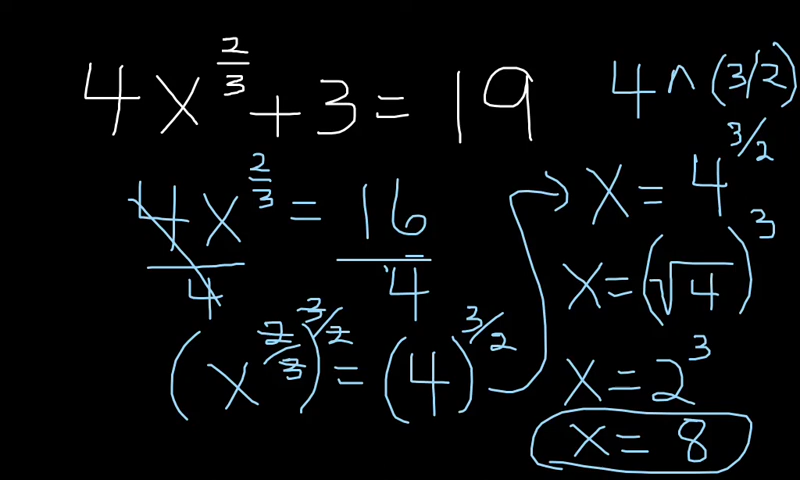 4x^(2/3) + 3 = 19
4x^(2/3) / 4 = 16 / 4
(x^(2/3))^(3/2) = (4)^(3/2)
4 ^ (3/2)
x = 4^(3/2)
x = (√4)^3
x = 2^3
x = 8